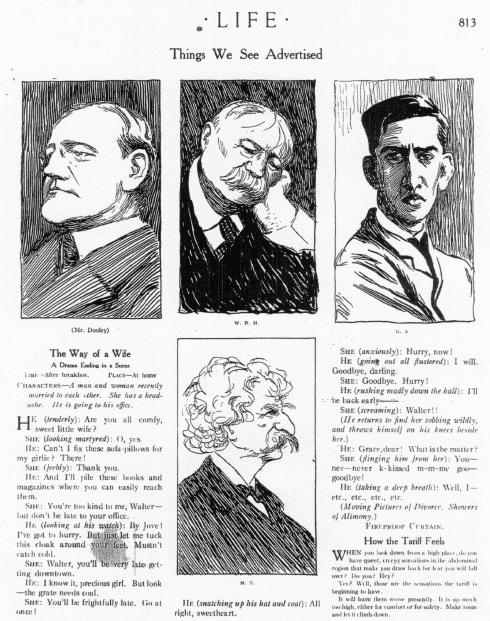 · LIFE ·
813
Things We See Advertised
(Mr. Dooley)
W. D. H.
G. A
The Way of a Wife
A Drama Ending in a Scene
TIME—After breakfast. PLACE—At home
CHARACTERS—A man and woman recently
married to each other. She has a head-
ache. He is going to his office.
HE (tenderly): Are you all comfy,
sweet little wife?
SHE (looking martyred): O, yes.
HE: Can't I fix these sofa-pillows for
my girlie? There!
SHE (feebly): Thank you.
HE: And I'll pile these books and
magazines where you can easily reach
them.
SHE: You're too kind to me, Walter—
but don't be late to your office.
HE (looking at his watch): By Jove!
I've got to hurry. But just let me tuck
this cloak around your feet. Mustn't
catch cold.
SHE: Walter, you'll be very late get-
ting downtown.
HE: I know it, precious girl. But look
—the grate needs coal.
SHE: You'll be frightfully late. Go at
once!
M. T.
HE (snatching up his hat and coat): All
right, sweetheart.
SHE (anxiously): Hurry, now!
HE (going out all flustered): I will.
Goodbye, darling.
SHE: Goodbye. Hurry!
HE (rushing madly down the hall): I'll
be back early——
SHE (screaming): Walter!!
(He returns to find her sobbing wildly,
and throws himself on his knees beside
her.)
HE: Grace, dear! What is the matter?
SHE (flinging him from her): You—
nev—never k-kissed m-m-me goo—
goodbye!
HE (taking a deep breath): Well, I—
etc., etc., etc., etc.
(Moving Pictures of Divorce. Showers
of Alimony.)
FIREPROOF CURTAIN.
How the Tariff Feels
WHEN you look down from a high place, do you
have queer, creepy sensations in the abdominal
region that make you draw back for fear you will fall
over? Do you? Hey?
Yes? Well, those are the sensations the tariff is
beginning to have.
It will have them worse presently. It is up much
too high, either for comfort or for safety. Make room
and let it climb down.